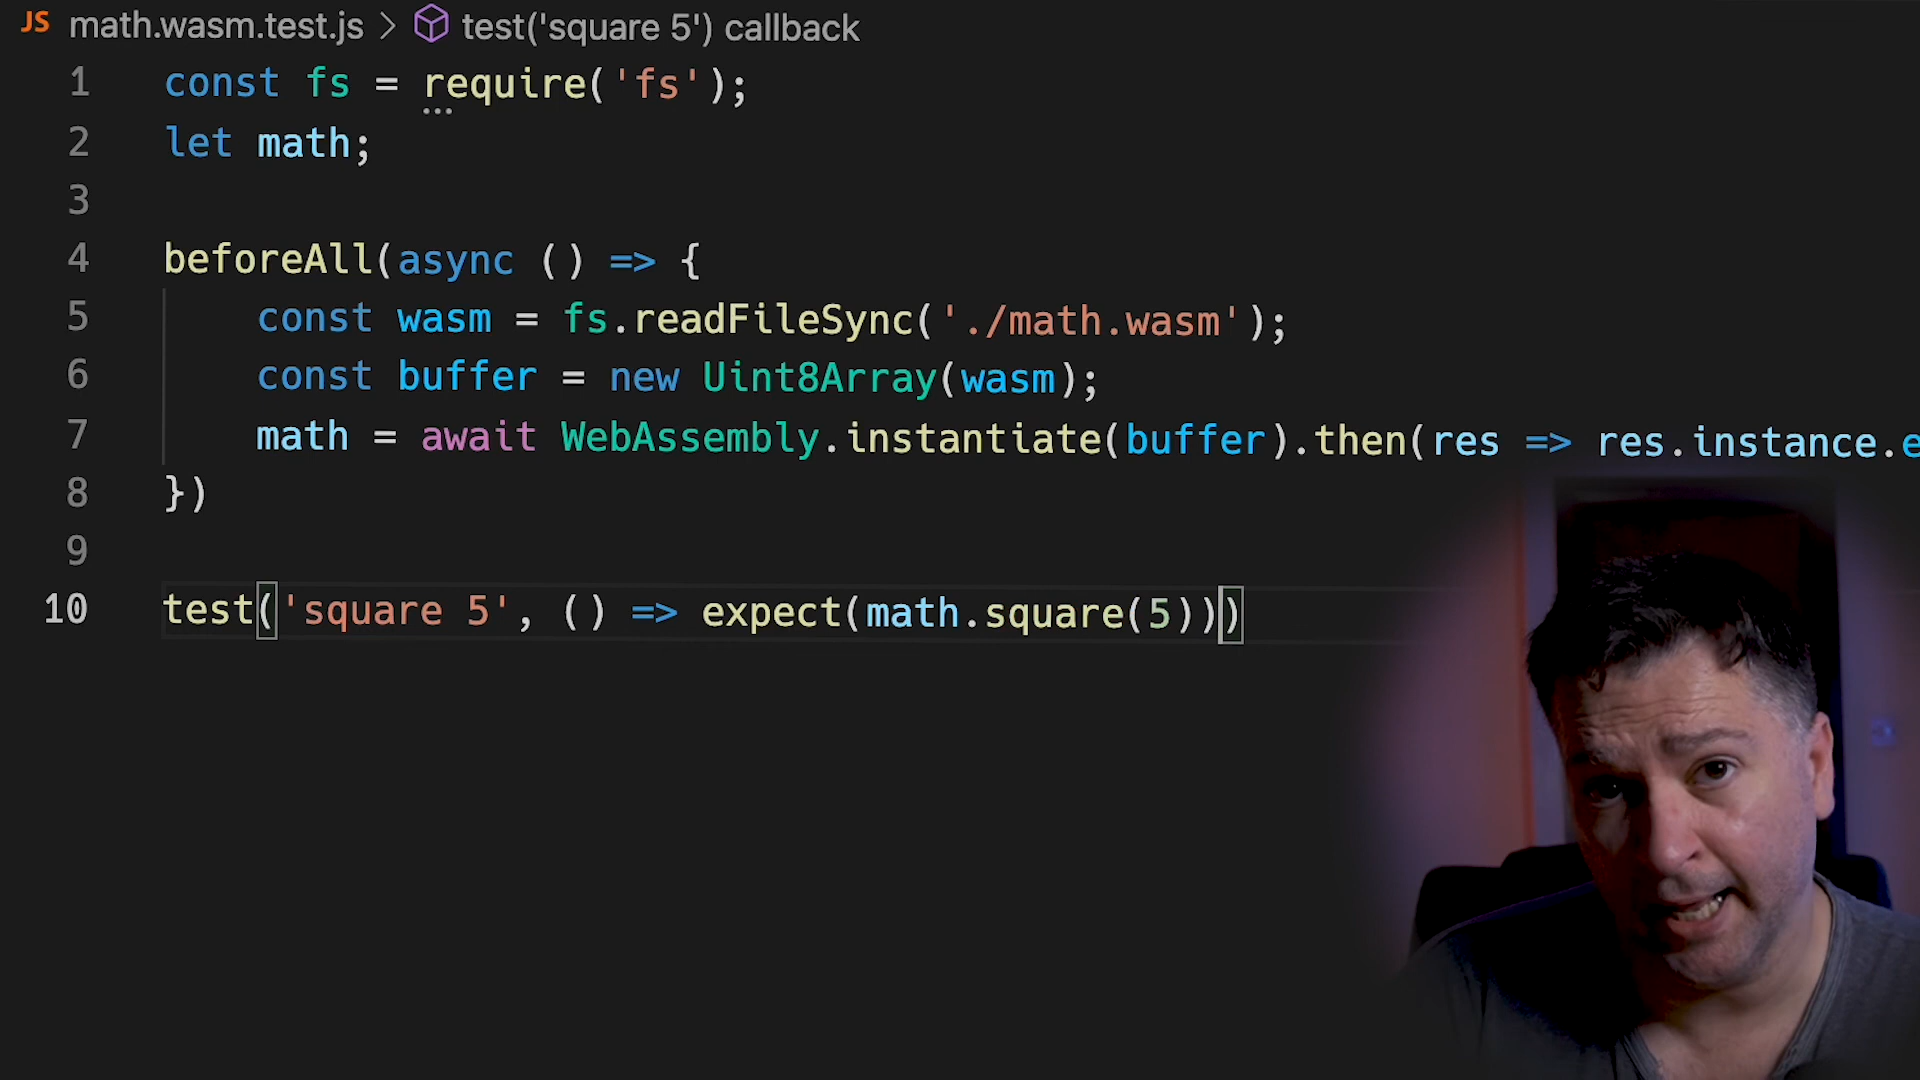 JS math.wasm.test.js > test('square 5') callback
1 const fs = require('fs');
2 let math;
3
4 beforeAll(async () => {
5 const wasm = fs.readFileSync('./math.wasm');
6 const buffer = new Uint8Array(wasm);
7 math = await WebAssembly.instantiate(buffer).then(res => res.instance.e
8 })
9
10 test('square 5', () => expect(math.square(5)))